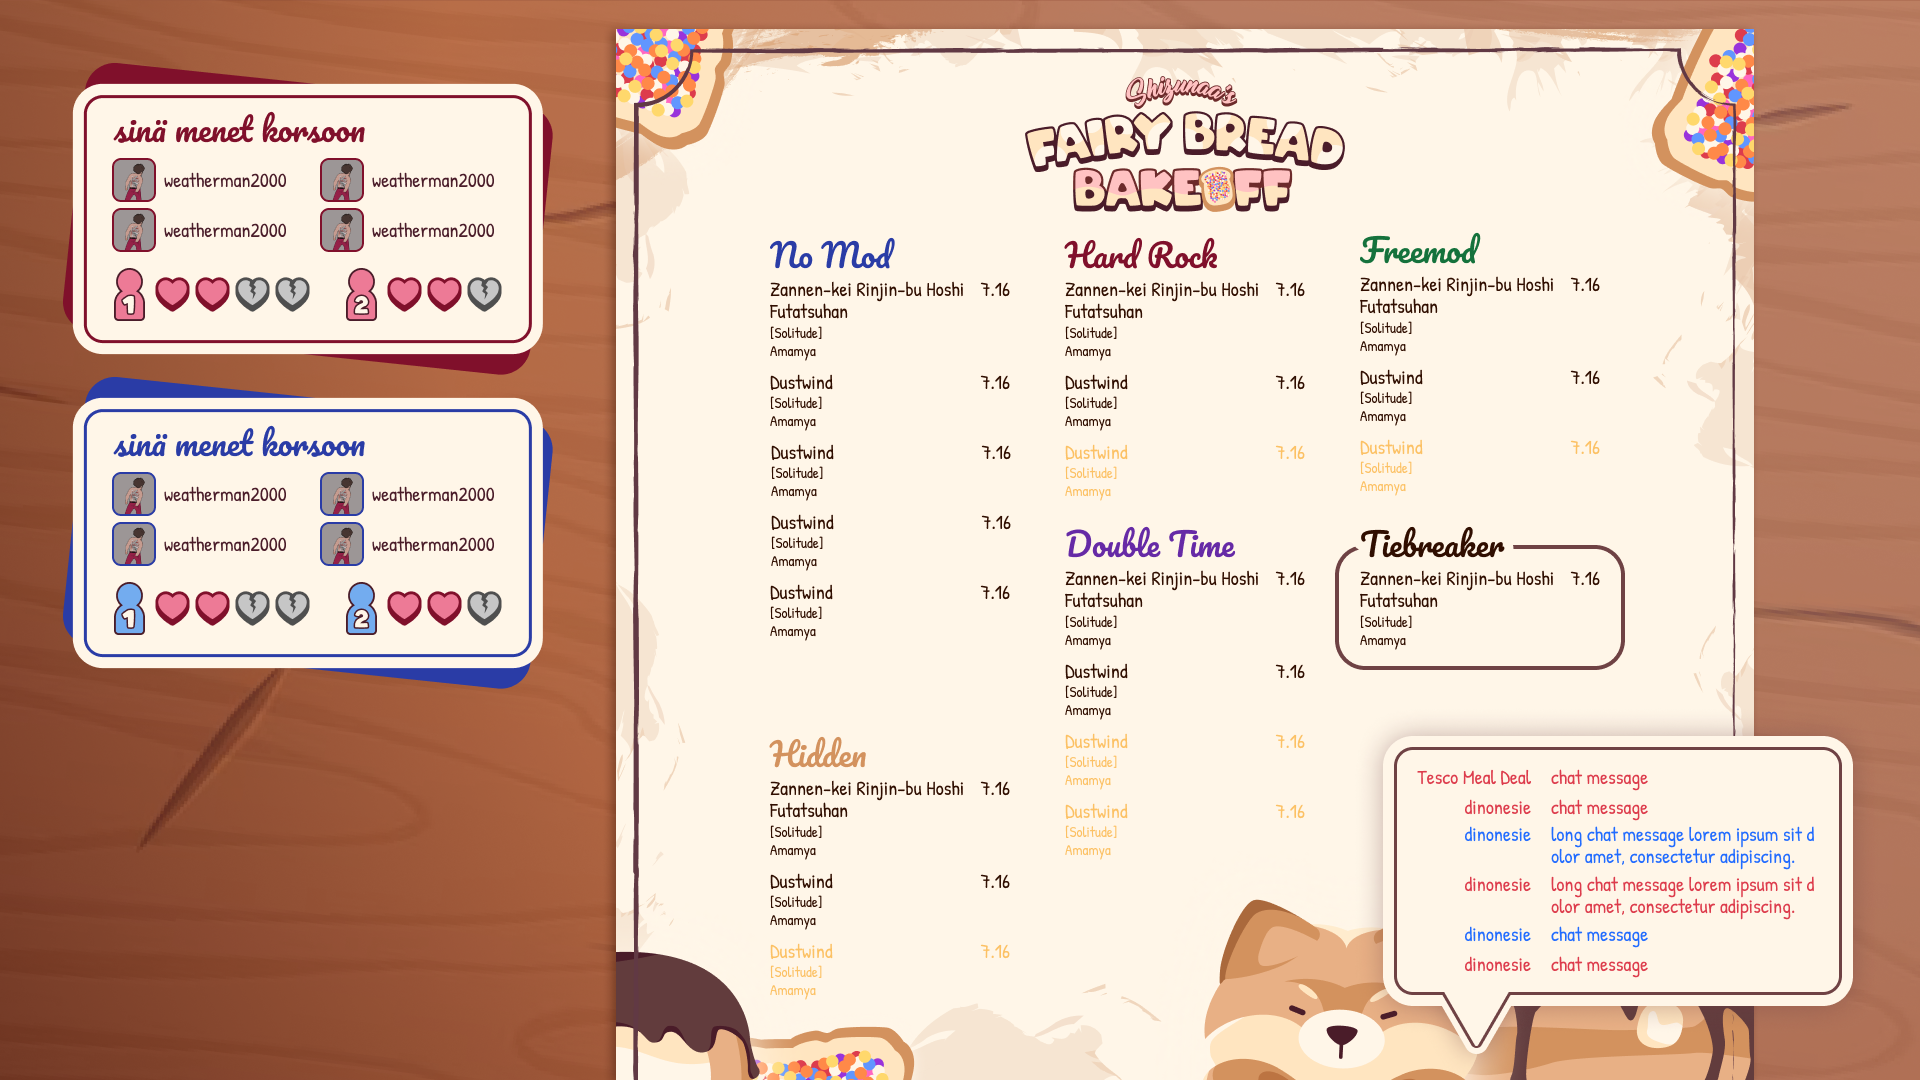 sinä menet korsoon
weatherman2000 weatherman2000
weatherman2000 weatherman2000
1 2
sinä menet korsoon
weatherman2000 weatherman2000
weatherman2000 weatherman2000
1 2
Shizunaa's
FAIRY BREAD
BAKEOFF
No Mod
Zannen-kei Rinjin-bu Hoshi 7.16
Futatsuhan
[Solitude]
Amamya
Dustwind 7.16
[Solitude]
Amamya
Dustwind 7.16
[Solitude]
Amamya
Dustwind 7.16
[Solitude]
Amamya
Dustwind 7.16
[Solitude]
Amamya
Hidden
Zannen-kei Rinjin-bu Hoshi 7.16
Futatsuhan
[Solitude]
Amamya
Dustwind 7.16
[Solitude]
Amamya
Dustwind 7.16
[Solitude]
Amamya
Hard Rock
Zannen-kei Rinjin-bu Hoshi 7.16
Futatsuhan
[Solitude]
Amamya
Dustwind 7.16
[Solitude]
Amamya
Dustwind 7.16
[Solitude]
Amamya
Double Time
Zannen-kei Rinjin-bu Hoshi 7.16
Futatsuhan
[Solitude]
Amamya
Dustwind 7.16
[Solitude]
Amamya
Dustwind 7.16
[Solitude]
Amamya
Dustwind 7.16
[Solitude]
Amamya
Freemod
Zannen-kei Rinjin-bu Hoshi 7.16
Futatsuhan
[Solitude]
Amamya
Dustwind 7.16
[Solitude]
Amamya
Dustwind 7.16
[Solitude]
Amamya
Tiebreaker
Zannen-kei Rinjin-bu Hoshi 7.16
Futatsuhan
[Solitude]
Amamya
Tesco Meal Deal chat message
dinonesie chat message
dinonesie long chat message lorem ipsum sit d
olor amet, consectetur adipiscing.
dinonesie long chat message lorem ipsum sit d
olor amet, consectetur adipiscing.
dinonesie chat message
dinonesie chat message